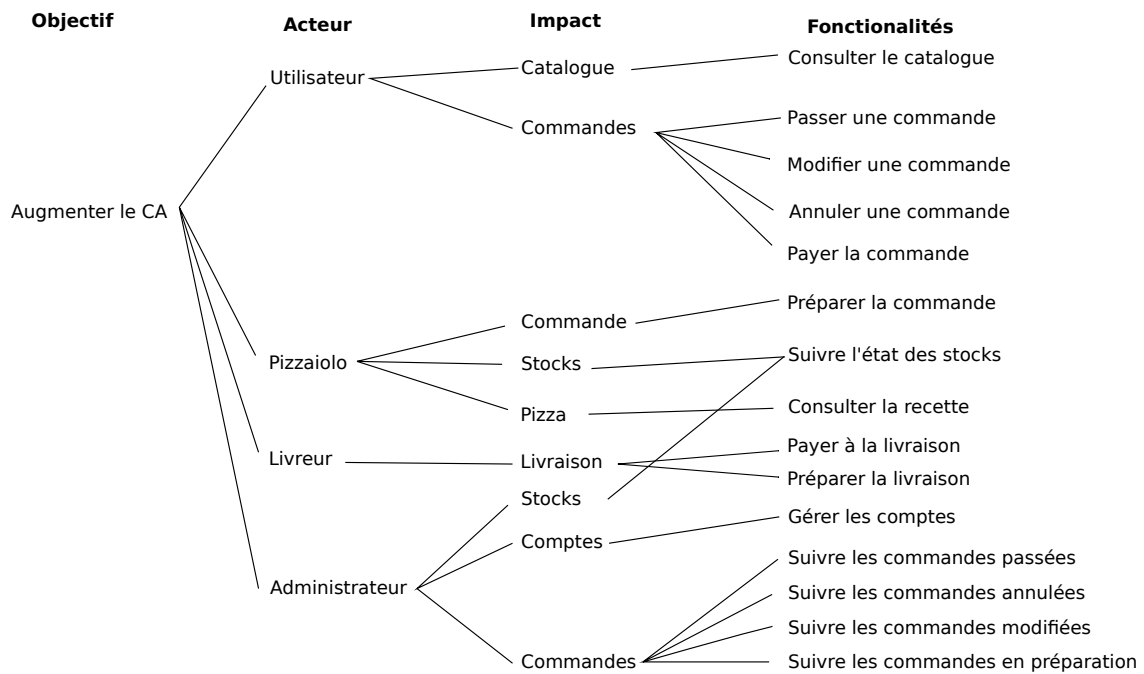 Objectif
Acteur
Impact
Fonctionalités
Utilisateur
Catalogue
Consulter le catalogue
Commandes
Passer une commande
Modifier une commande
Annuler une commande
Payer la commande
Augmenter le CA
Pizzaiolo
Commande
Préparer la commande
Stocks
Suivre l'état des stocks
Pizza
Consulter la recette
Livreur
Livraison
Payer à la livraison
Préparer la livraison
Administrateur
Stocks
Comptes
Gérer les comptes
Commandes
Suivre les commandes passées
Suivre les commandes annulées
Suivre les commandes modifiées
Suivre les commandes en préparation